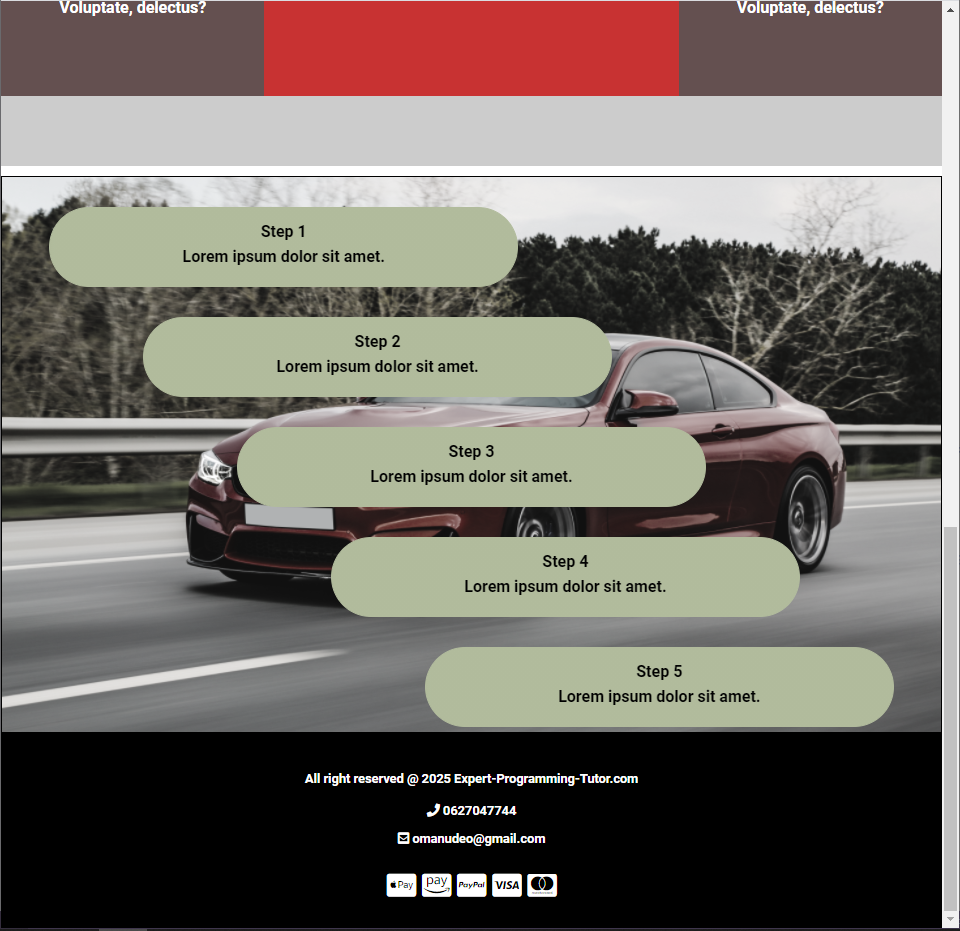 Voluptate, delectus?
Voluptate, delectus?
Step 1
Lorem ipsum dolor sit amet.
Step 2
Lorem ipsum dolor sit amet.
Step 3
Lorem ipsum dolor sit amet.
Step 4
Lorem ipsum dolor sit amet.
Step 5
Lorem ipsum dolor sit amet.
All right reserved @ 2025 Expert-Programming-Tutor.com
0627047744
omanudeo@gmail.com
Pay pay PayPal VISA